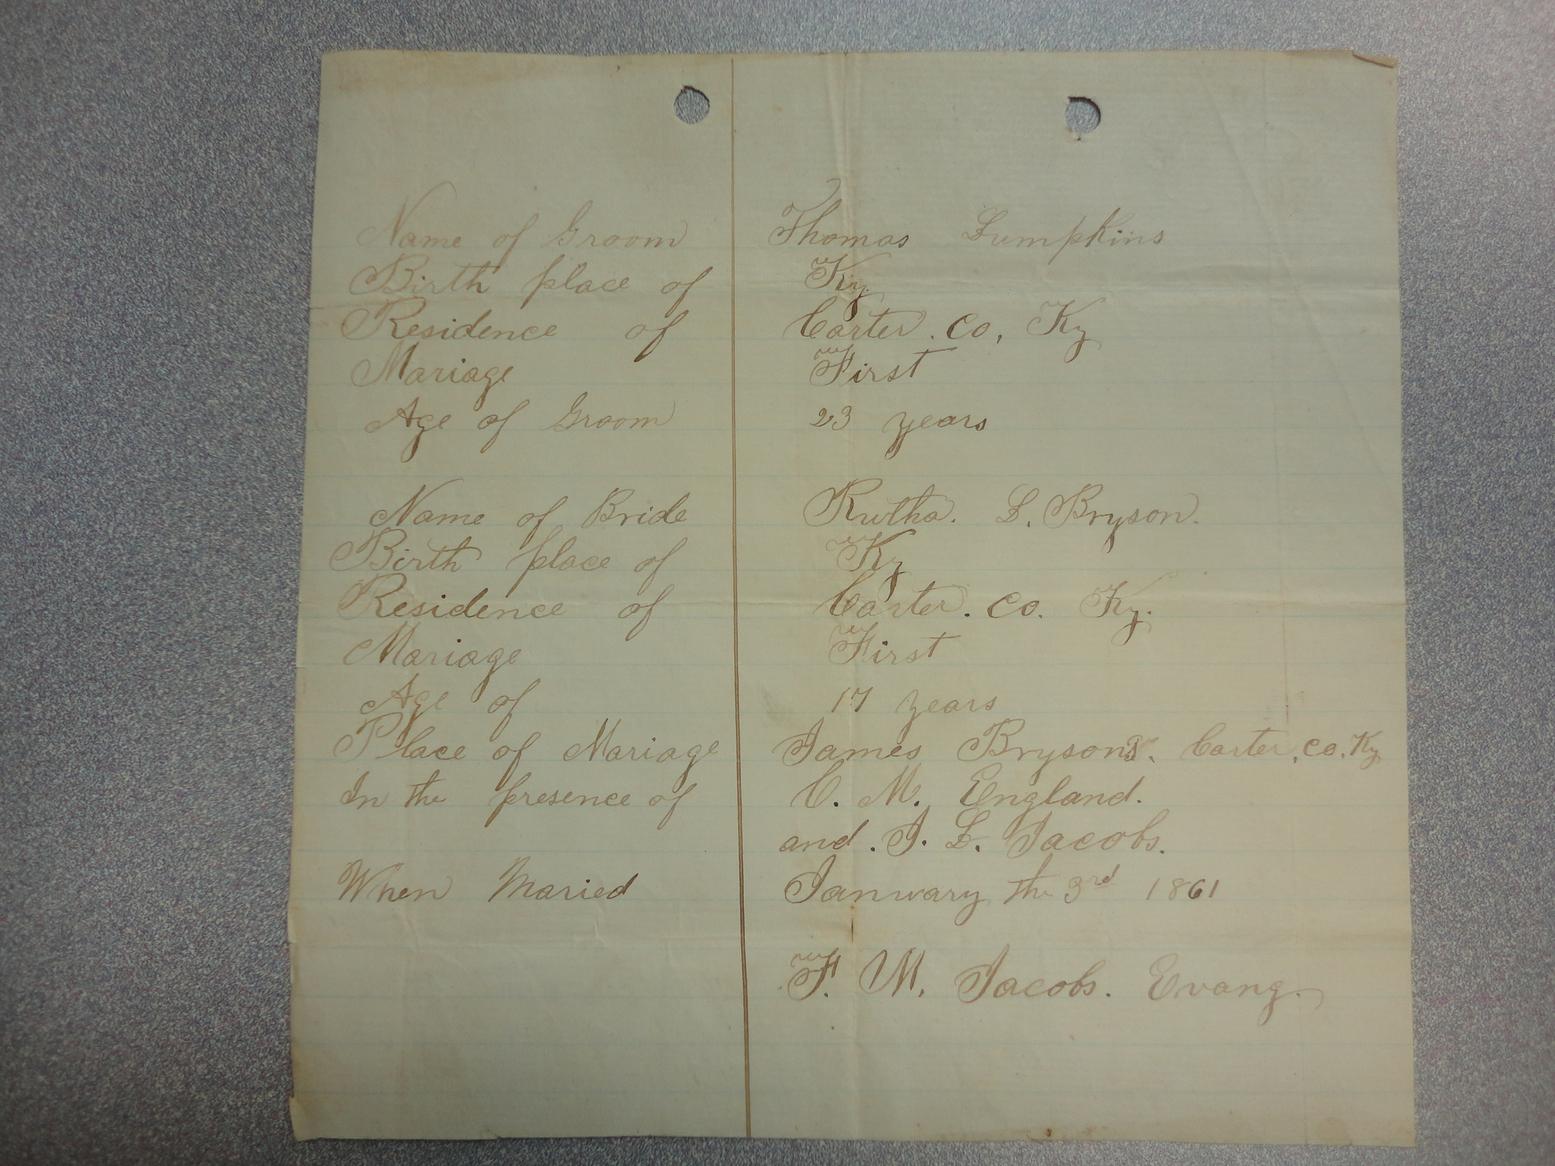 Name of Groom Thomas Lumpkins
Birth place of Ky
Residence of Carter. Co, Ky
Mariage First
Age of Groom 23 years
Name of Bride Rutha. L. Bryson.
Birth place of Ky
Residence of Carter. Co. Ky.
Mariage First
Age of 17 years
Place of Mariage James Bryson's. Carter, Co. Ky
In the presence of C. M. England.
and. J. L. Jacobs.
When Maried January the 3rd 1861
F. M. Jacobs. Evang.